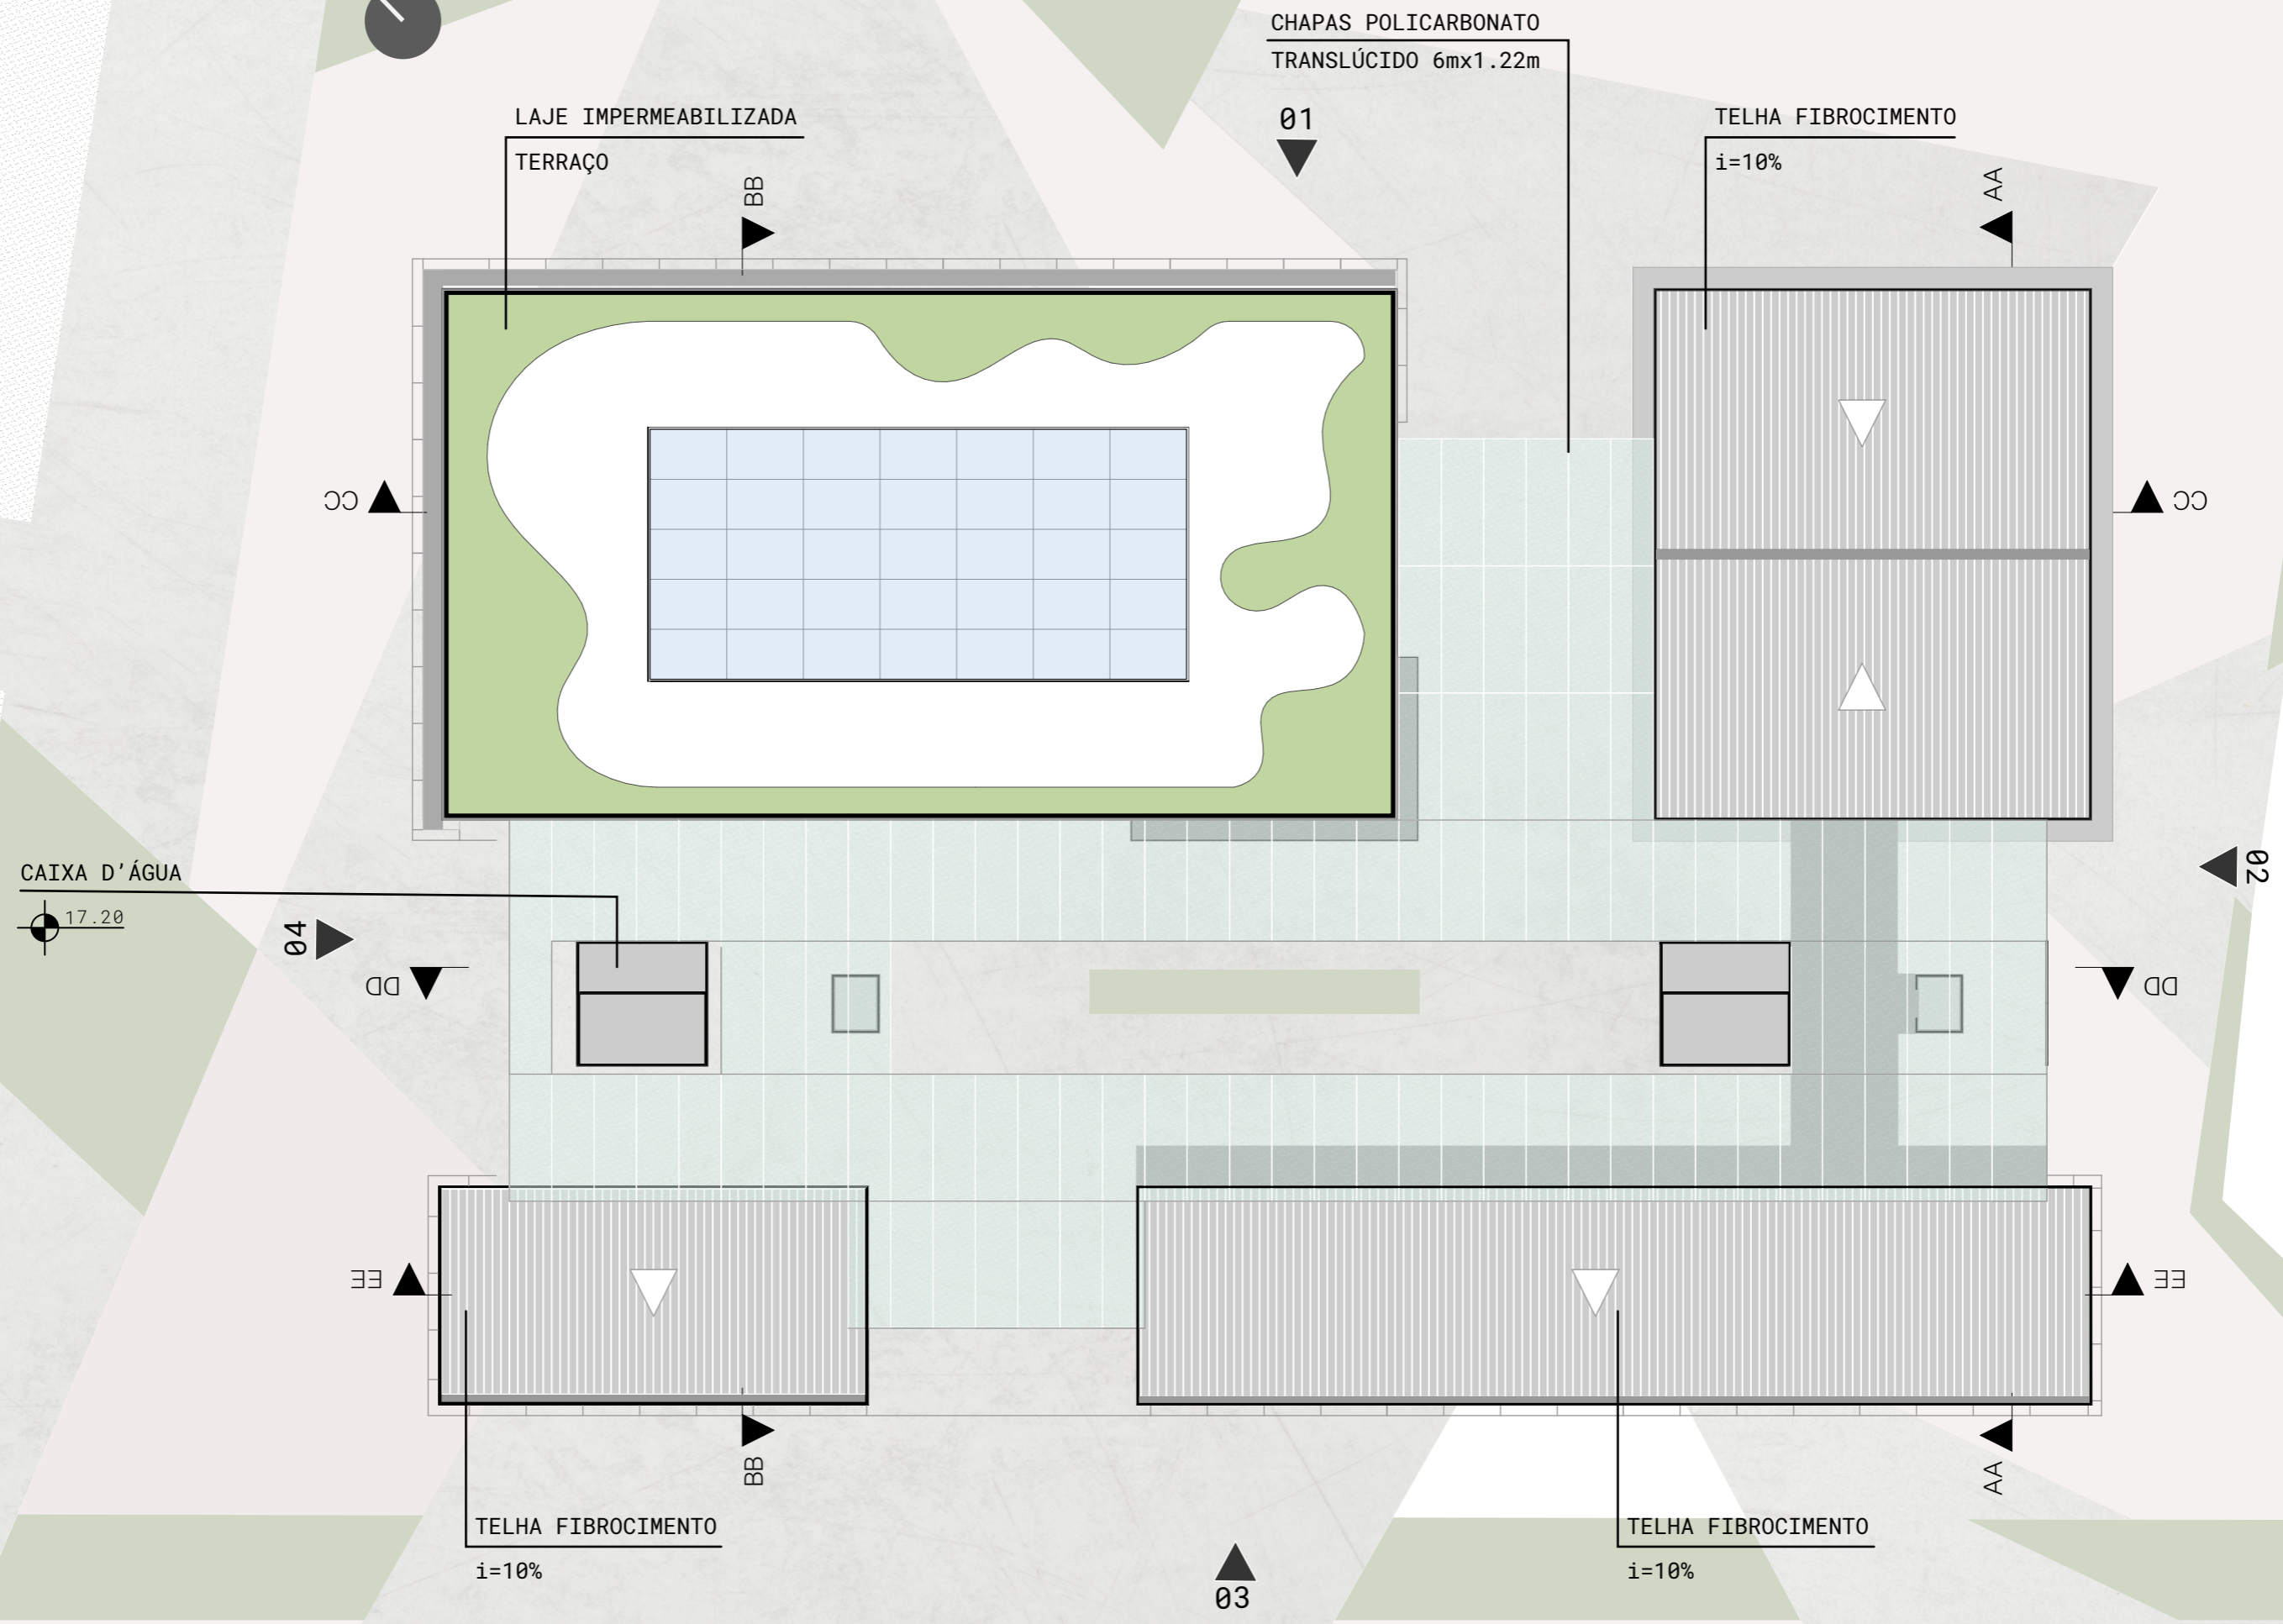 CHAPAS POLICARBONATO
TRANSLÚCIDO 6mx1.22m
LAJE IMPERMEABILIZADA
TERRAÇO
01
TELHA FIBROCIMENTO
i=10%
BB
AA
CC
CC
CAIXA D'ÁGUA
17.20
02
04
DD
DD
EE
EE
BB
AA
TELHA FIBROCIMENTO
i=10%
TELHA FIBROCIMENTO
i=10%
03